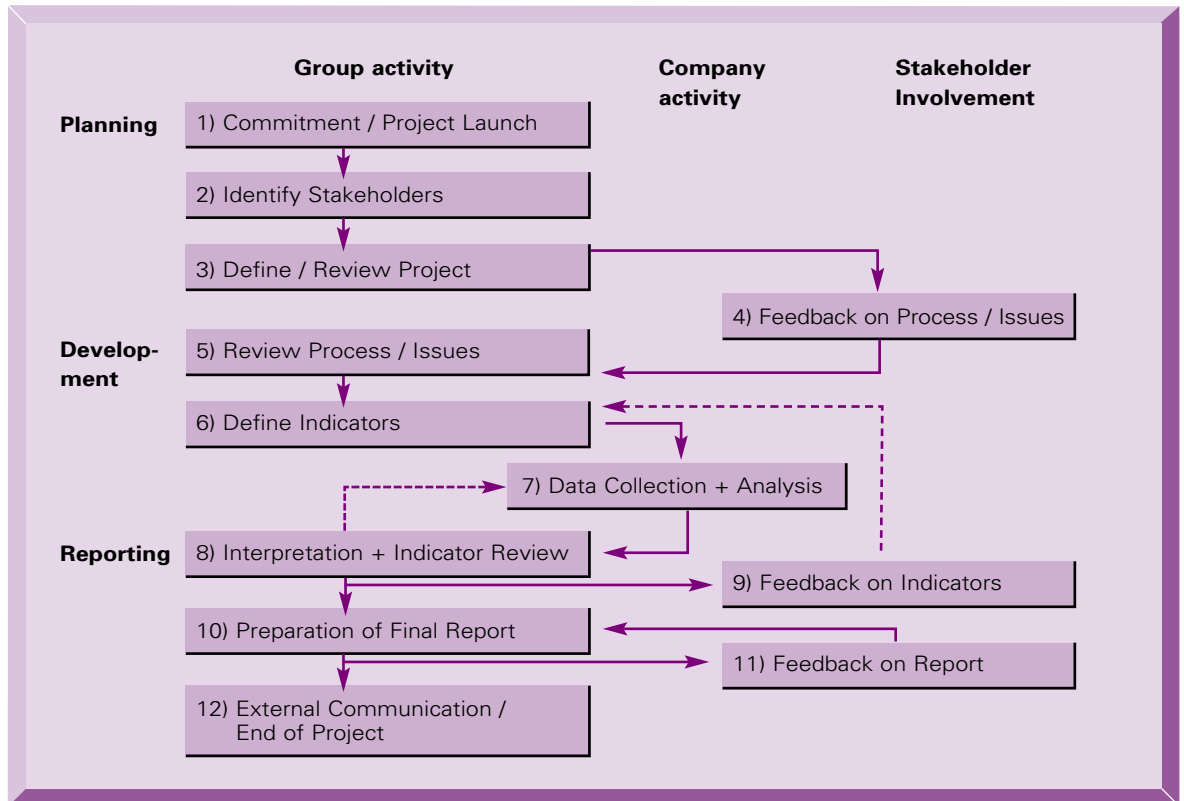 Group activity
Company
activity
Stakeholder
Involvement
Planning
1) Commitment / Project Launch
2) Identify Stakeholders
3) Define / Review Project
4) Feedback on Process / Issues
Develop-
ment
5) Review Process / Issues
6) Define Indicators
7) Data Collection + Analysis
Reporting
8) Interpretation + Indicator Review
9) Feedback on Indicators
10) Preparation of Final Report
11) Feedback on Report
12) External Communication /
End of Project